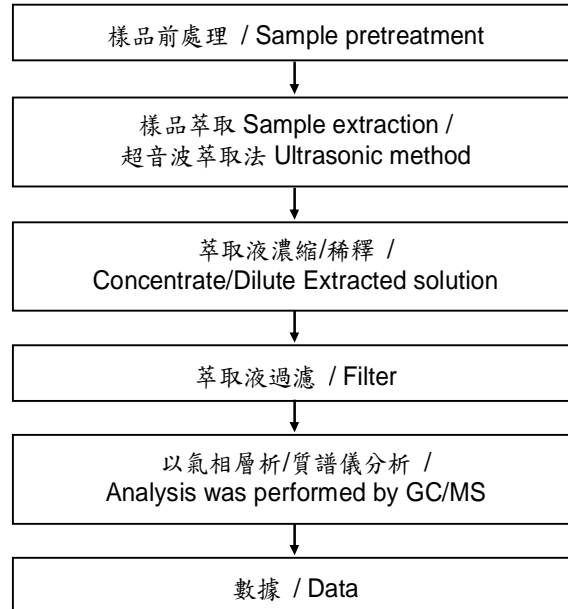 樣品前處理 / Sample pretreatment
樣品萃取 Sample extraction /
超音波萃取法 Ultrasonic method
萃取液濃縮/稀釋 /
Concentrate/Dilute Extracted solution
萃取液過濾 / Filter
以氣相層析/質譜儀分析 /
Analysis was performed by GC/MS
數據 / Data